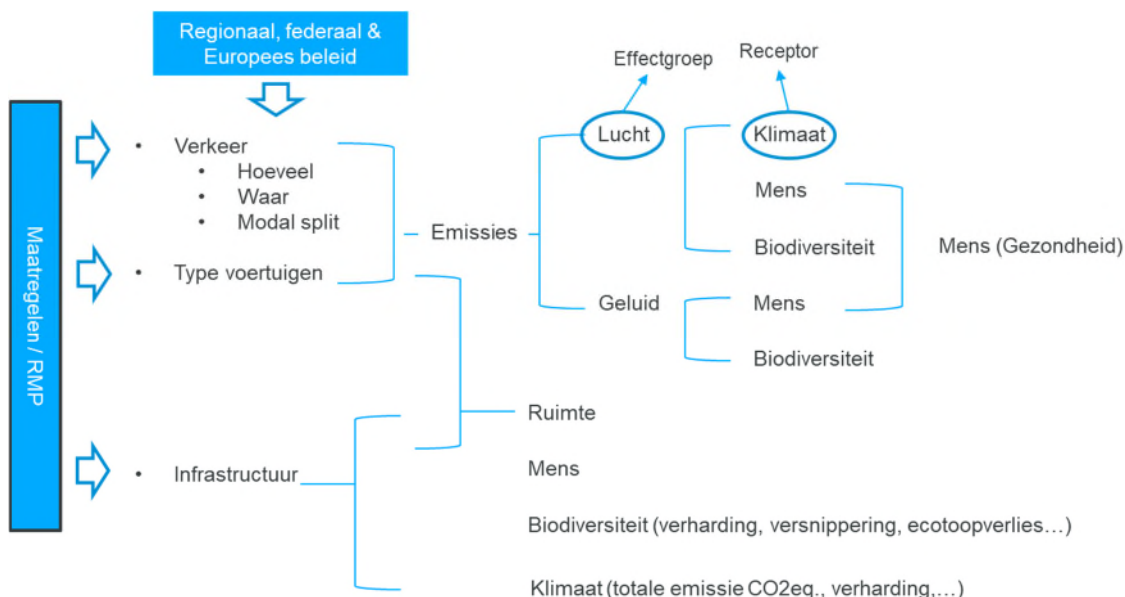 Regionaal, federaal &
Europees beleid
Effectgroep
Receptor
Maatregelen / RMP
• Verkeer
• Hoeveel
• Waar
• Modal split
• Type voertuigen
• Infrastructuur
Emissies
Lucht
Geluid
Klimaat
Mens
Biodiversiteit
Mens
Biodiversiteit
Mens (Gezondheid)
Ruimte
Mens
Biodiversiteit (verharding, versnippering, ecotoopverlies…)
Klimaat (totale emissie CO2eq., verharding,…)